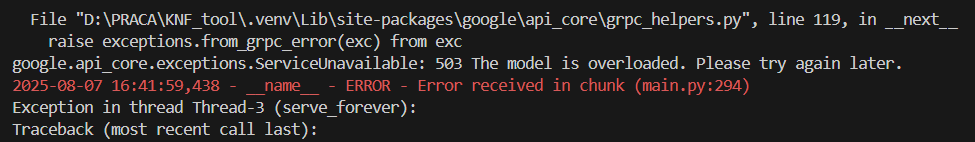 File "D:\PRACA\KNF_tool\.venv\Lib\site-packages\google\api_core\grpc_helpers.py", line 119, in __next__
raise exceptions.from_grpc_error(exc) from exc
google.api_core.exceptions.ServiceUnavailable: 503 The model is overloaded. Please try again later.
2025-08-07 16:41:59,438 - __name__ - ERROR - Error received in chunk (main.py:294)
Exception in thread Thread-3 (serve_forever):
Traceback (most recent call last):